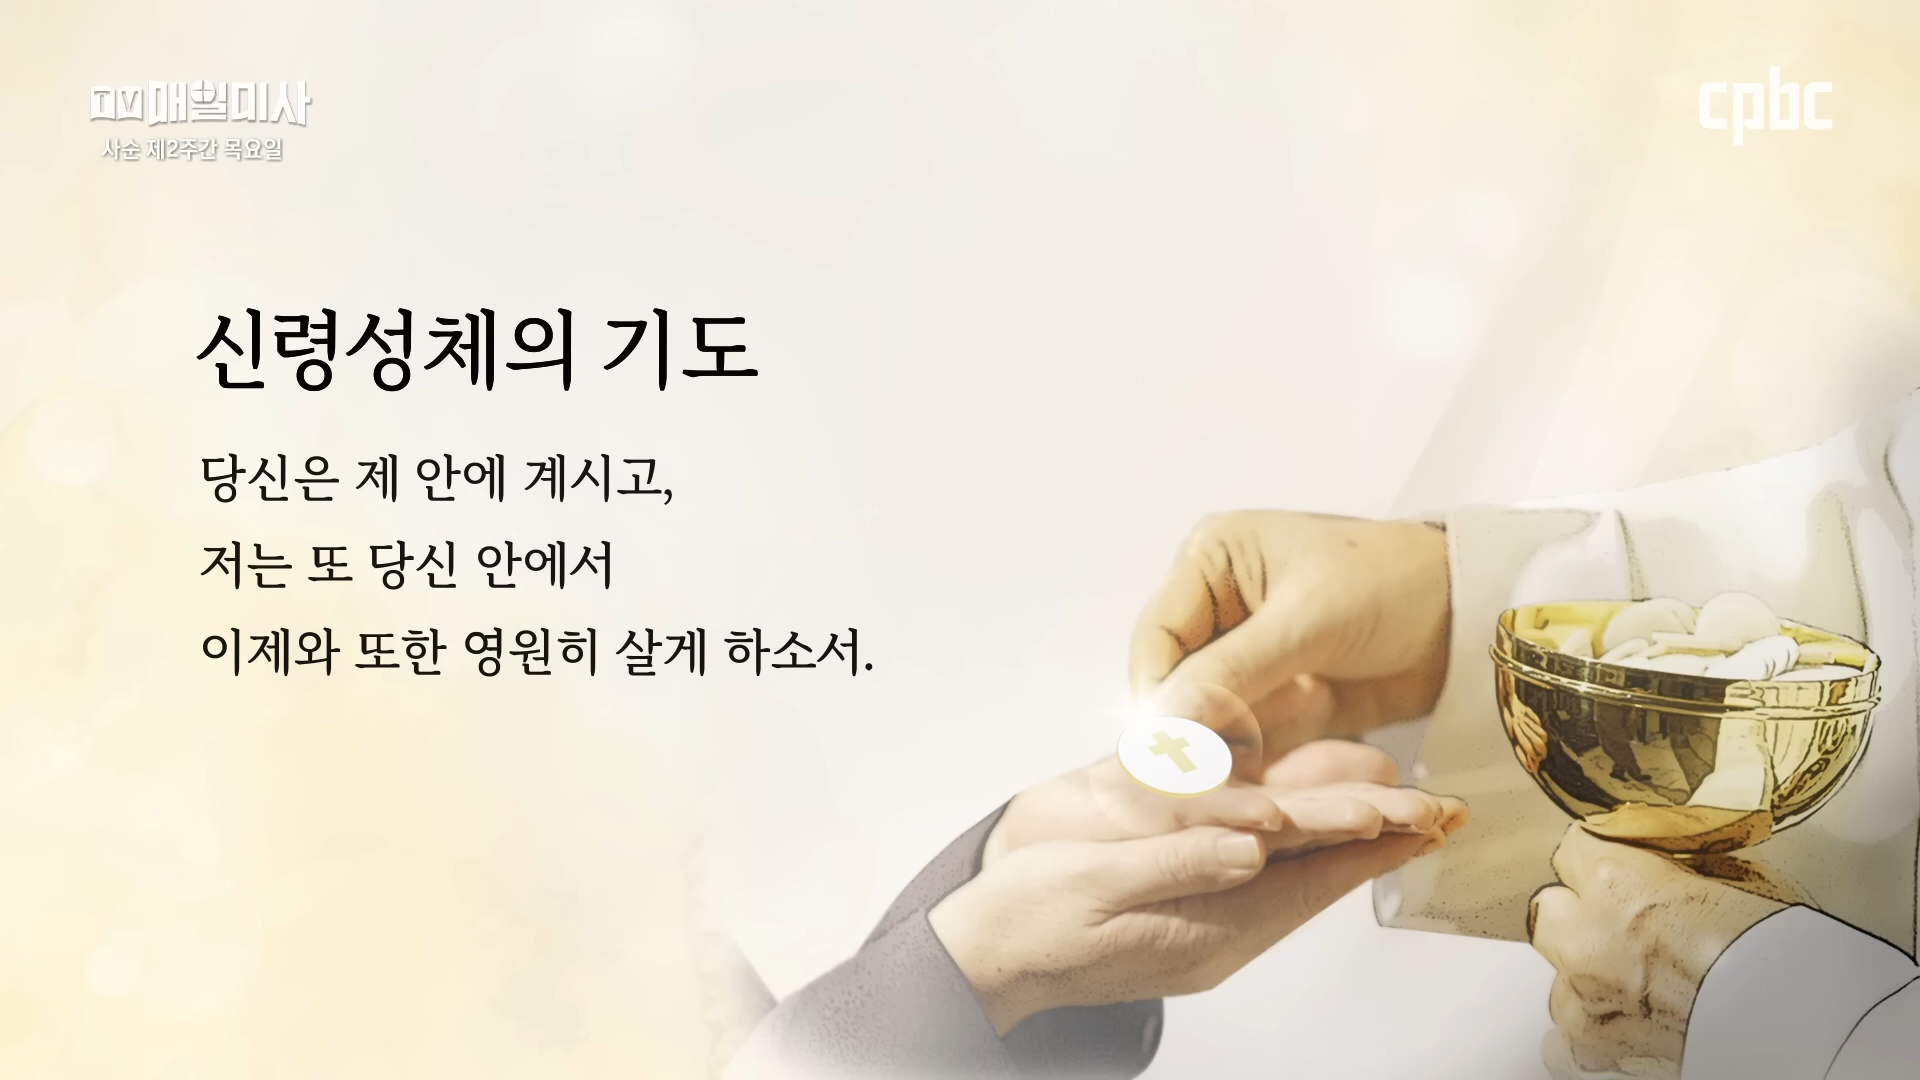 TV매일미사
사순 제2주간 목요일
cpbc
신령성체의 기도
당신은 제 안에 계시고,
저는 또 당신 안에서
이제와 또한 영원히 살게 하소서.